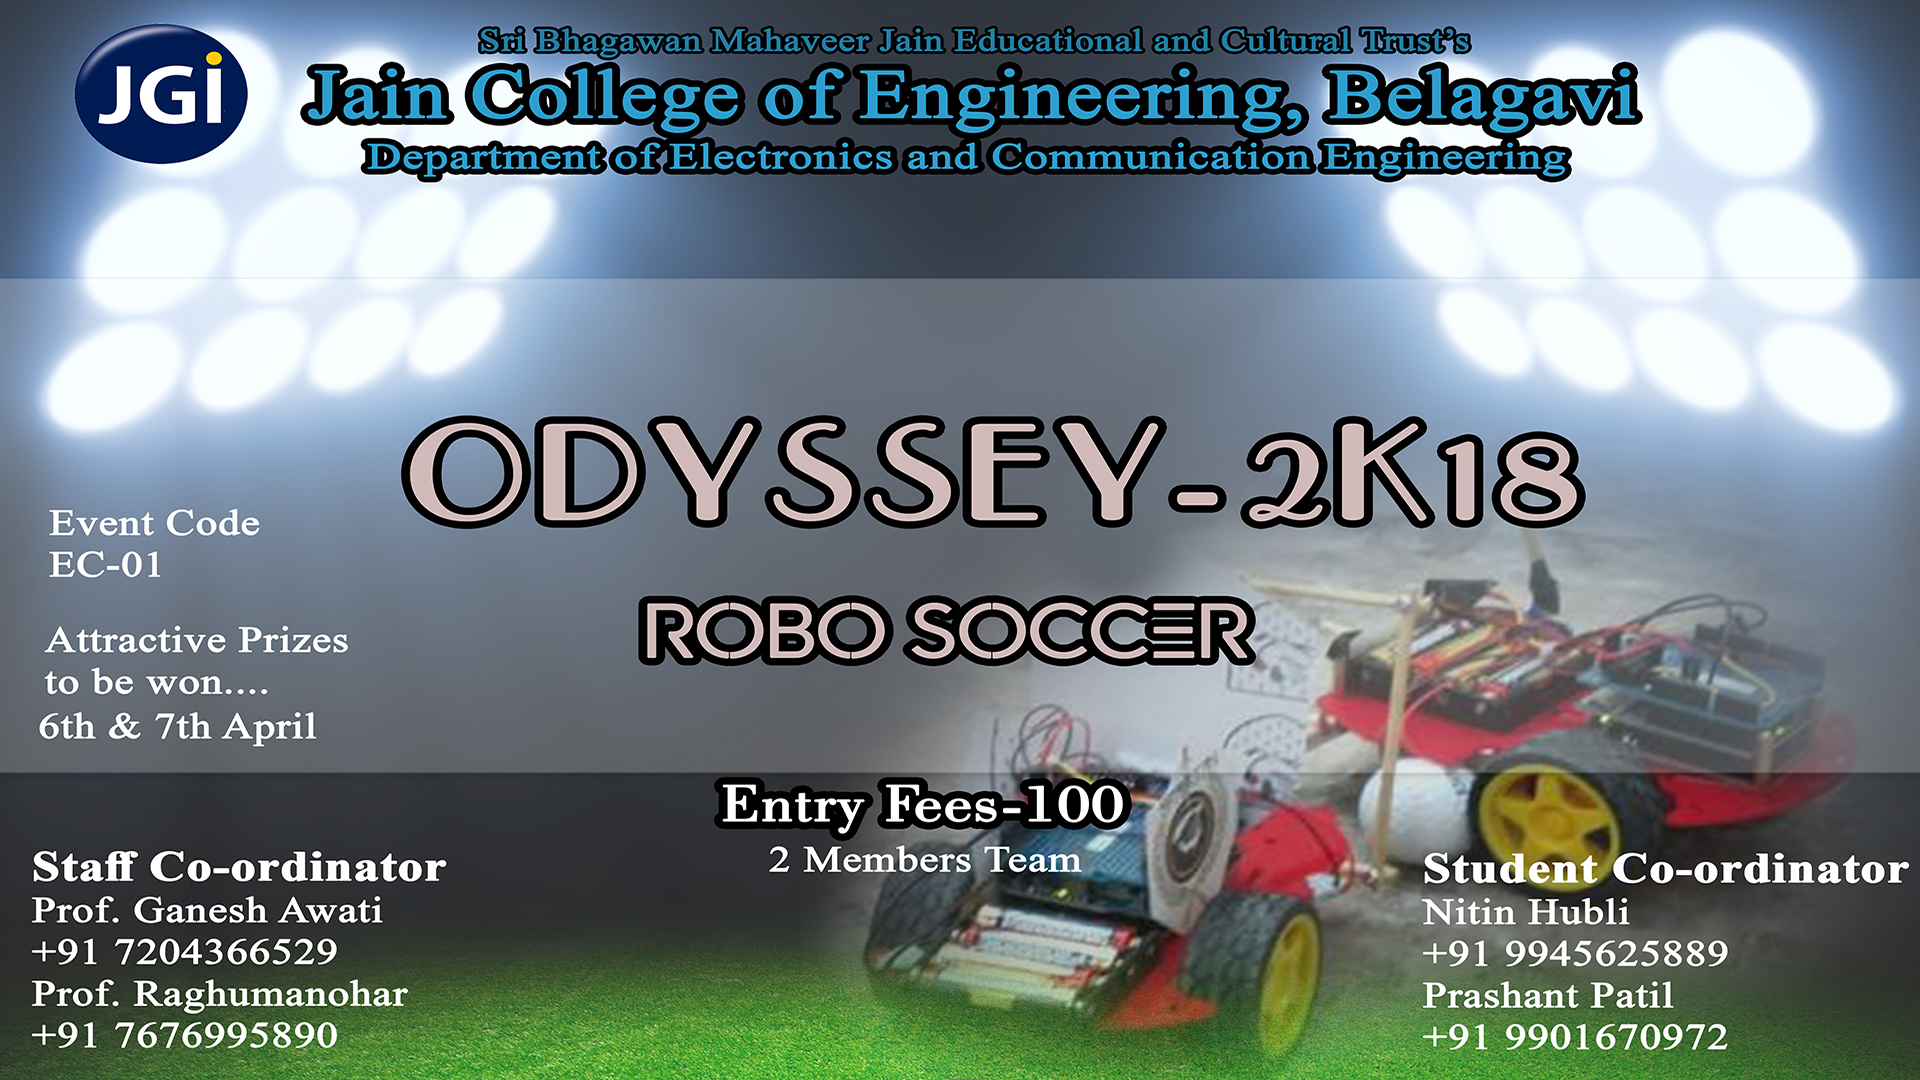 JGi
Sri Bhagawan Mahaveer Jain Educational and Cultural Trust's
Jain College of Engineering, Belagavi
Department of Electronics and Communication Engineering
ODYSSEY-2K18
ROBO SOCCER
Event Code
EC-01
Attractive Prizes
to be won....
6th & 7th April
Entry Fees-100
2 Members Team
Staff Co-ordinator
Prof. Ganesh Awati
+91 7204366529
Prof. Raghumanohar
+91 7676995890
Student Co-ordinator
Nitin Hubli
+91 9945625889
Prashant Patil
+91 9901670972